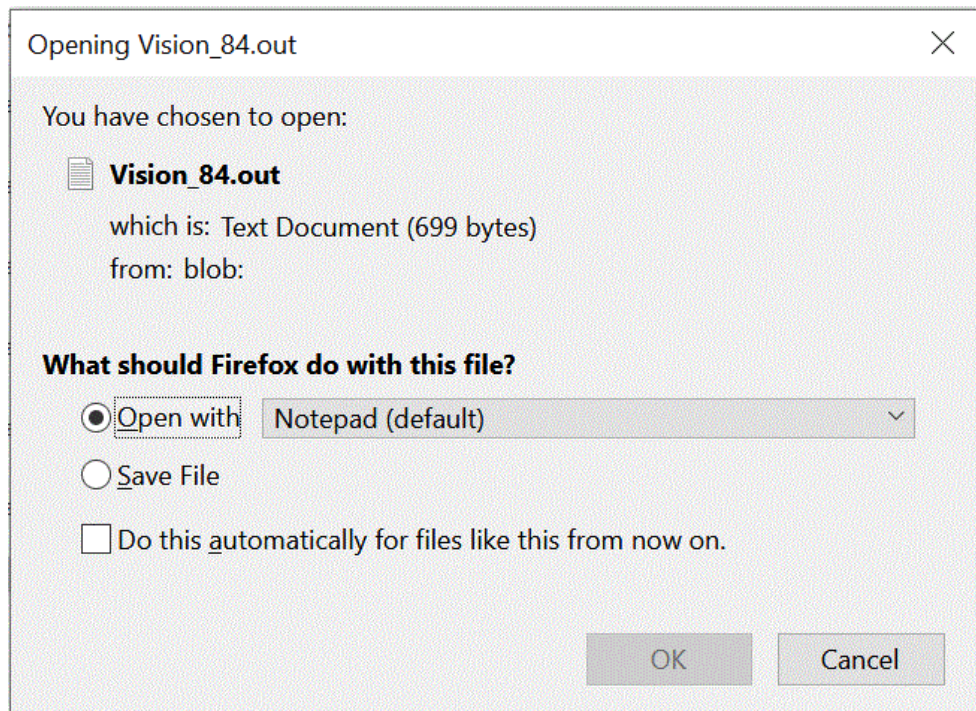 Opening Vision_84.out
You have chosen to open:
Vision_84.out
which is: Text Document (699 bytes)
from: blob:
What should Firefox do with this file?
Open with Notepad (default)
Save File
Do this automatically for files like this from now on.
OK Cancel